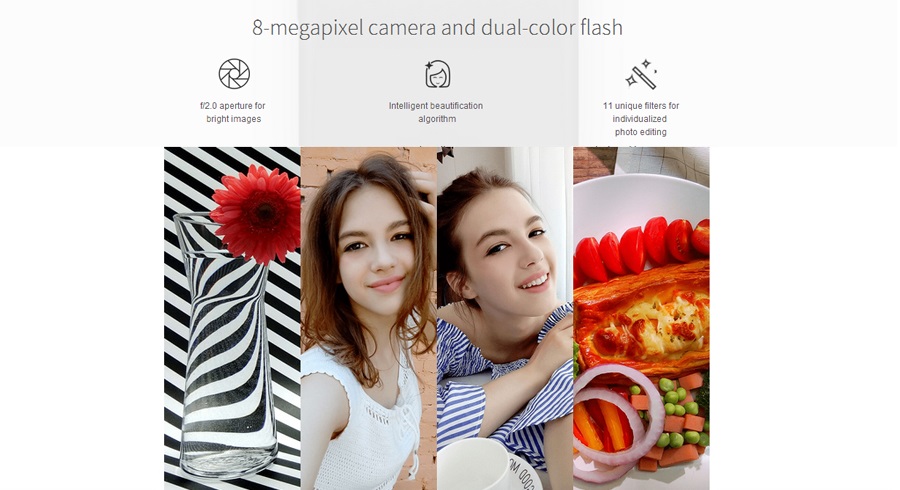 8-megapixel camera and dual-color flash
f/2.0 aperture for
bright images
Intelligent beautification
algorithm
11 unique filters for
individualized
photo editing